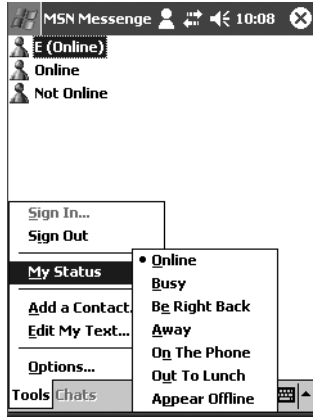 MSN Messenge 10:08
E (Online)
Online
Not Online
Sign In...
Sign Out
My Status
Add a Contact.
Edit My Text...
Options...
Online
Busy
Be Right Back
Away
On The Phone
Out To Lunch
Appear Offline
Tools Chats